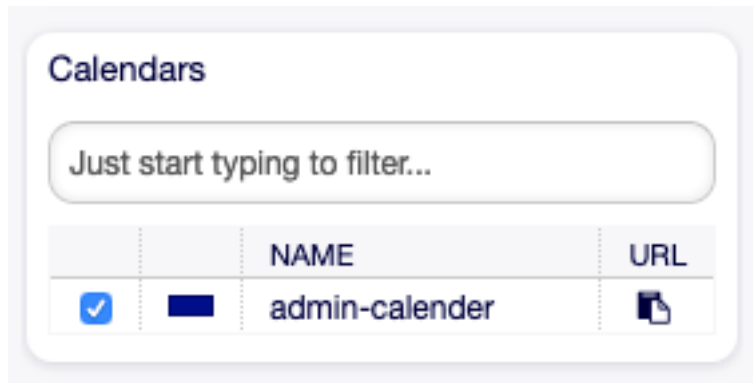 Calendars
Just start typing to filter...
NAME URL
admin-calender